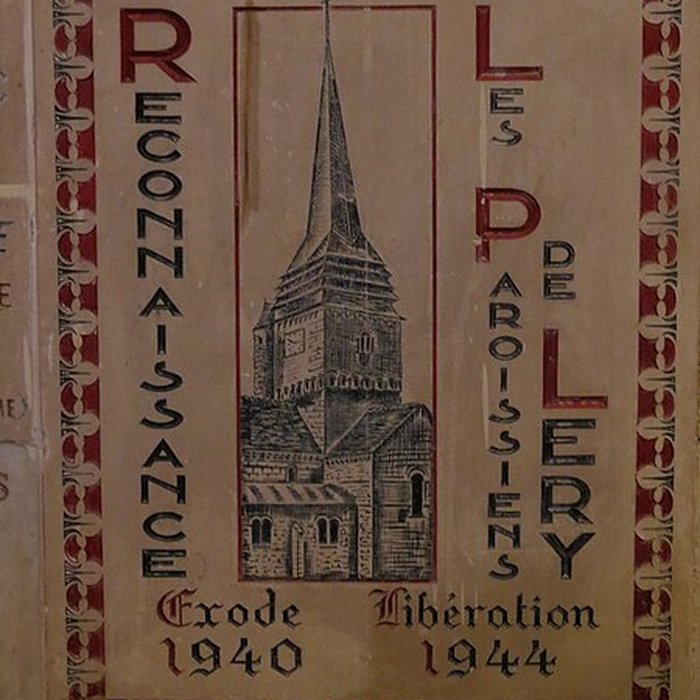 RECONNAISSANCE
LES
PAROISSIENS
DE
LERY
Exode
1940
Libération
1944